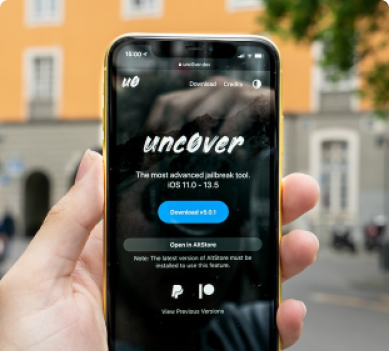 15:00
unc0ver.dev
u0
Download Credits
unc0ver
The most advanced jailbreak tool.
iOS 11.0 - 13.5
Download v5.0.1
Open in AltStore
Note: The latest version of AltStore must be
installed to use this feature.
View Previous Versions